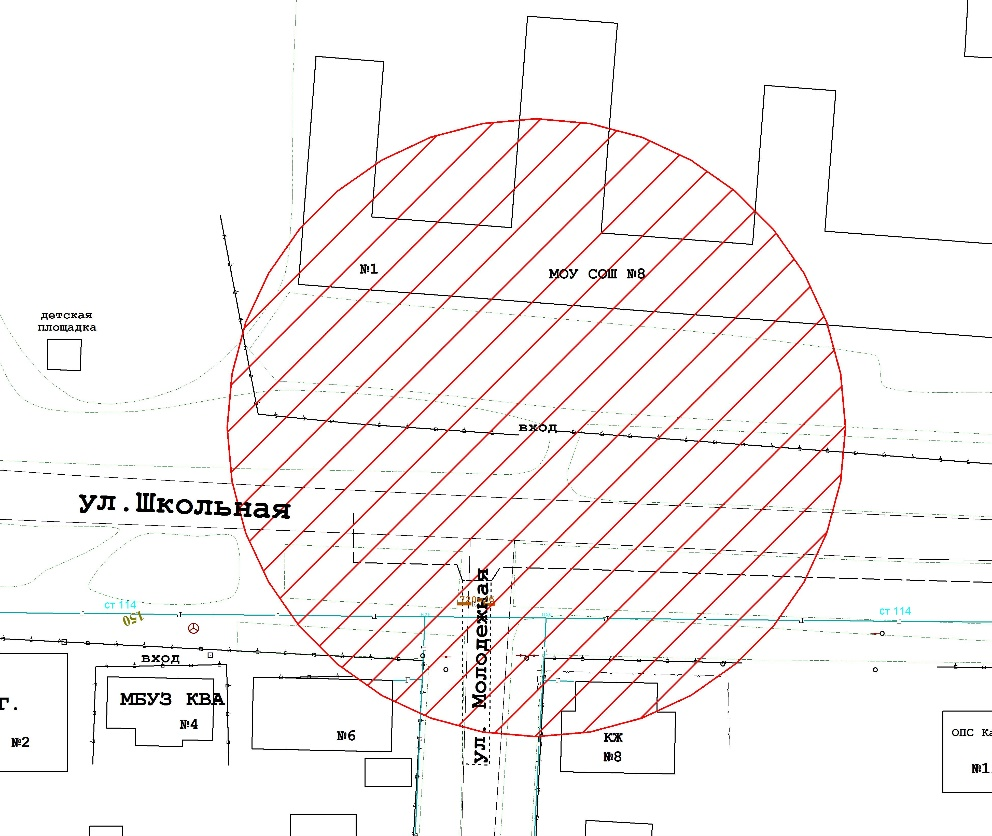 №1
МОУ СОШ №8
детская
площадка
вход
ул.Школьная
ст 114
ст 114
150
вход
ул. Молодежная
г.
№2
МБУЗ КВА
№4
№6
КЖ
№8
ОПС Ка
№1